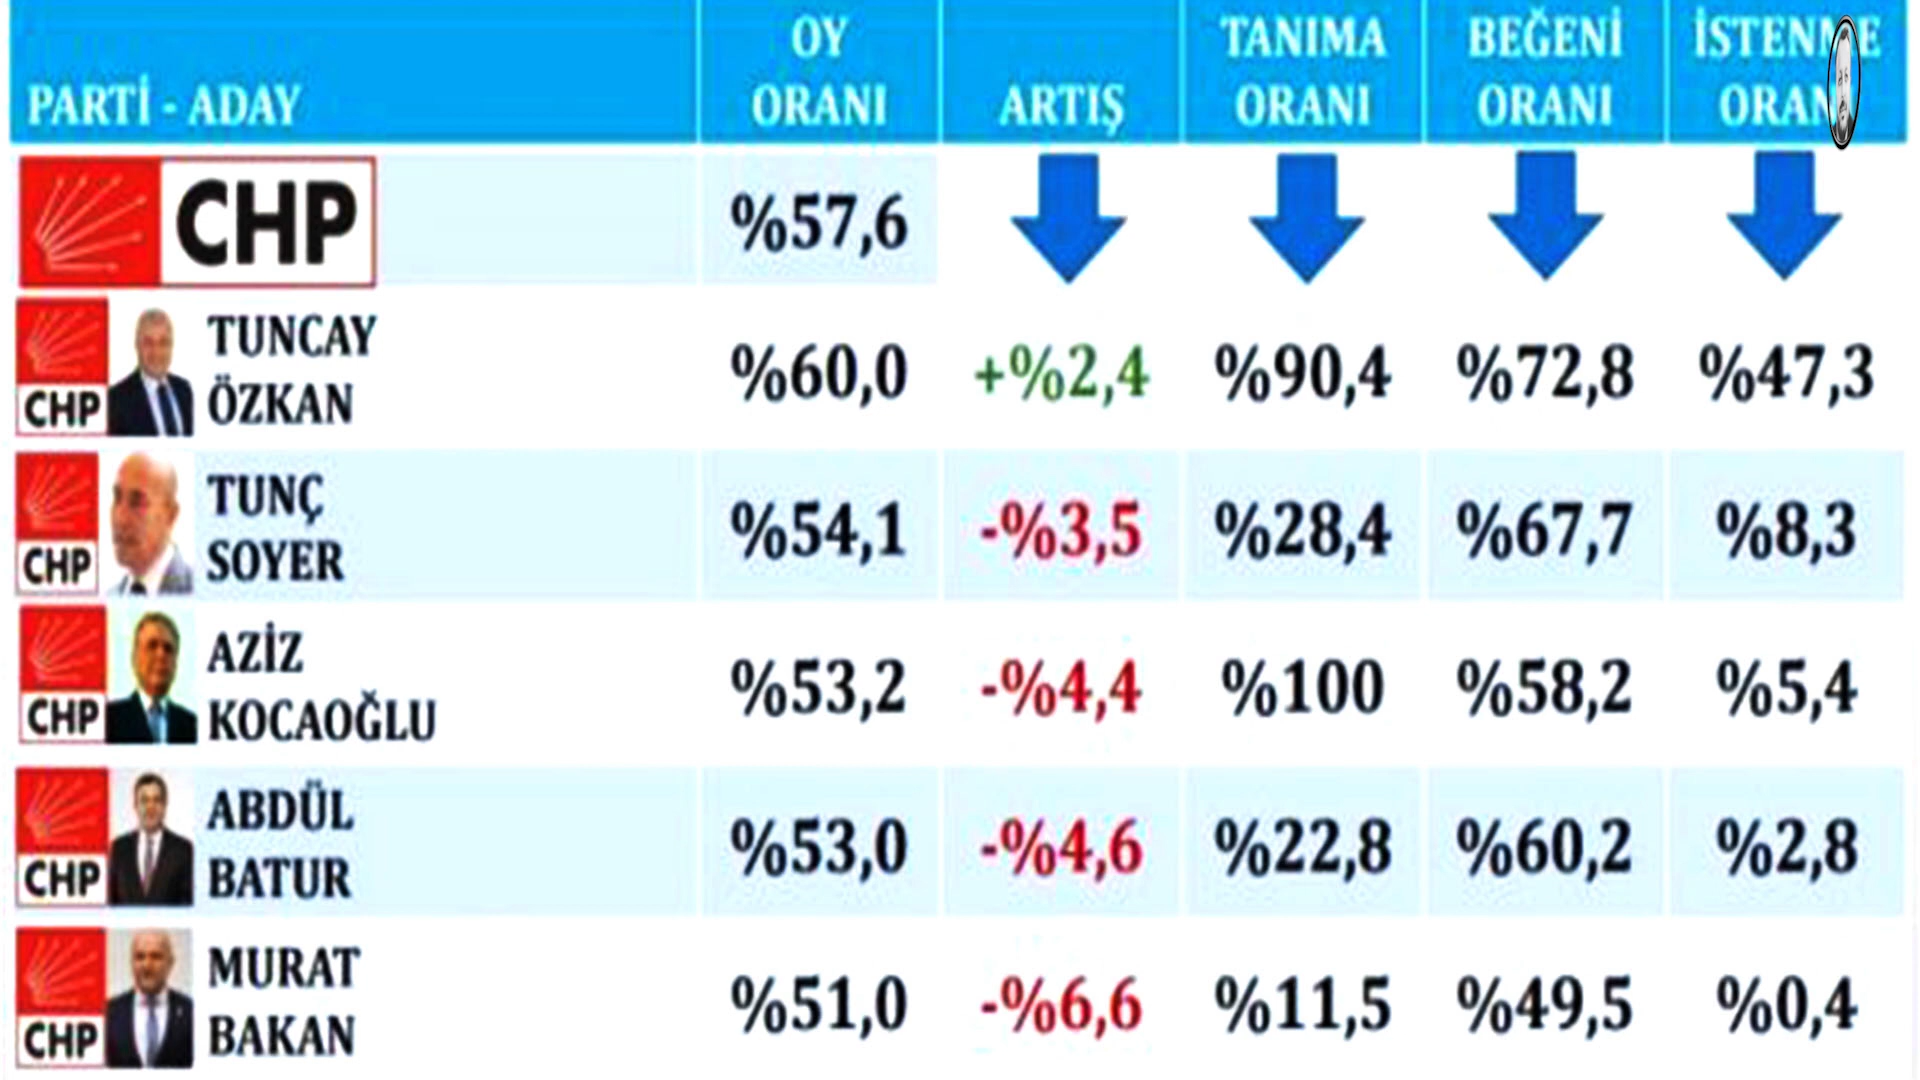 PARTİ - ADAY
OY
ORANI
ARTIŞ
TANIMA
ORANI
BEĞENİ
ORANI
İSTENME
ORANI
CHP
%57,6
CHP
TUNCAY
ÖZKAN
%60,0
+%2,4
%90,4
%72,8
%47,3
CHP
TUNÇ
SOYER
%54,1
-%3,5
%28,4
%67,7
%8,3
CHP
AZİZ
KOCAOĞLU
%53,2
-%4,4
%100
%58,2
%5,4
CHP
ABDÜL
BATUR
%53,0
-%4,6
%22,8
%60,2
%2,8
CHP
MURAT
BAKAN
%51,0
-%6,6
%11,5
%49,5
%0,4